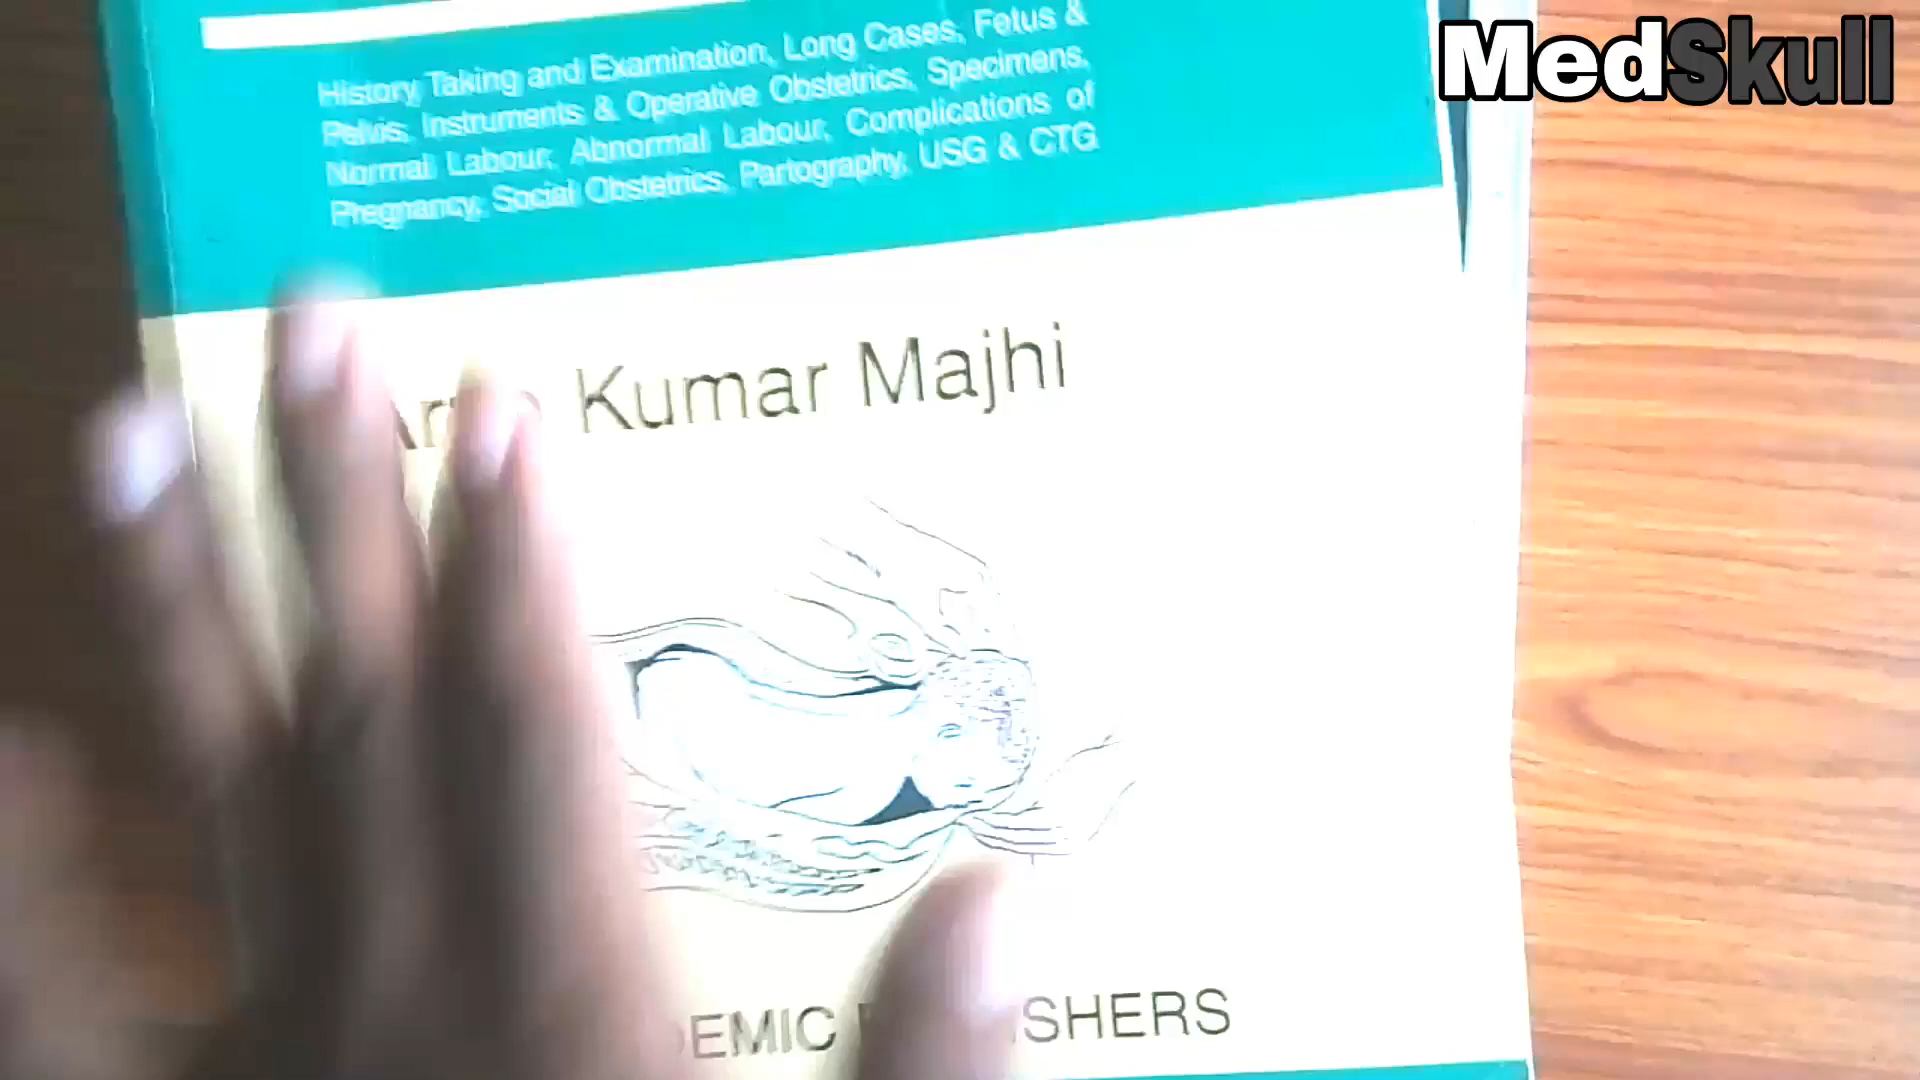 MedSkull
History Taking and Examination, Long Cases, Fetus &
Pelvis, Instruments & Operative Obstetrics, Specimens,
Normal Labour, Abnormal Labour, Complications of
Pregnancy, Social Obstetrics, Partography, USG & CTG
Kumar Majhi